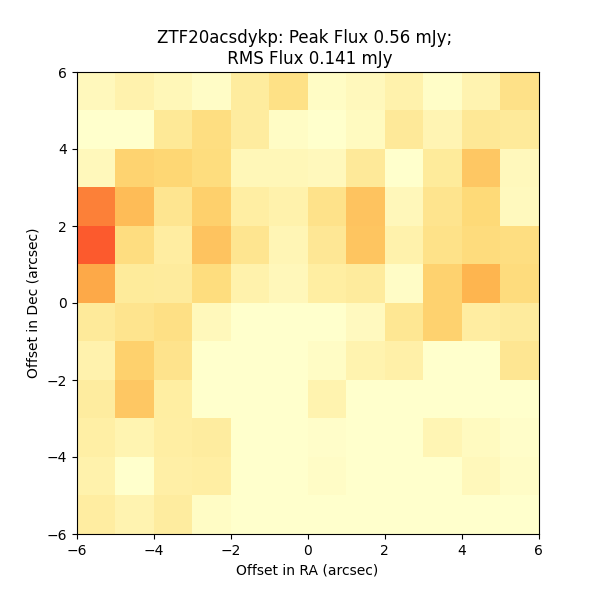 ZTF20acsdykp: Peak Flux 0.56 mJy;
RMS Flux 0.141 mJy
6
4
2
0
−2
−4
−6
Offset in Dec (arcsec)
−6 −4 −2 0 2 4 6
Offset in RA (arcsec)